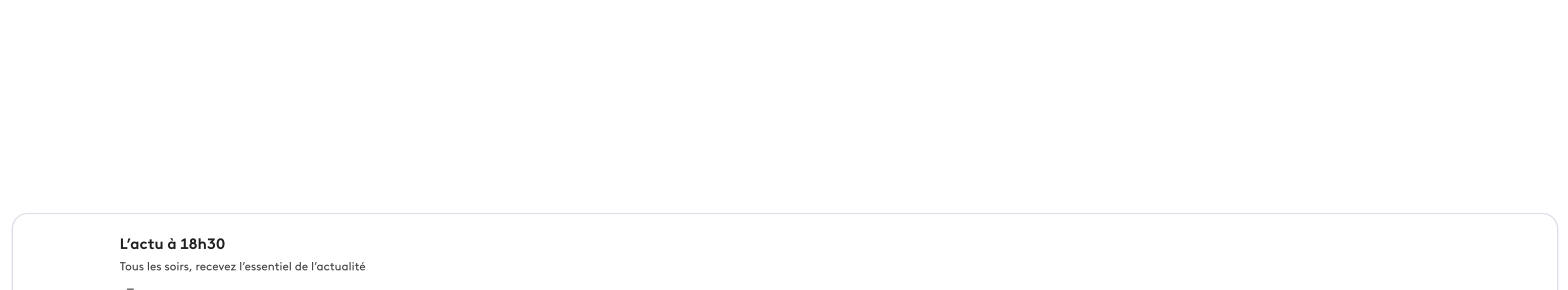 L’actu à 18h30
Tous les soirs, recevez l’essentiel de l’actualité